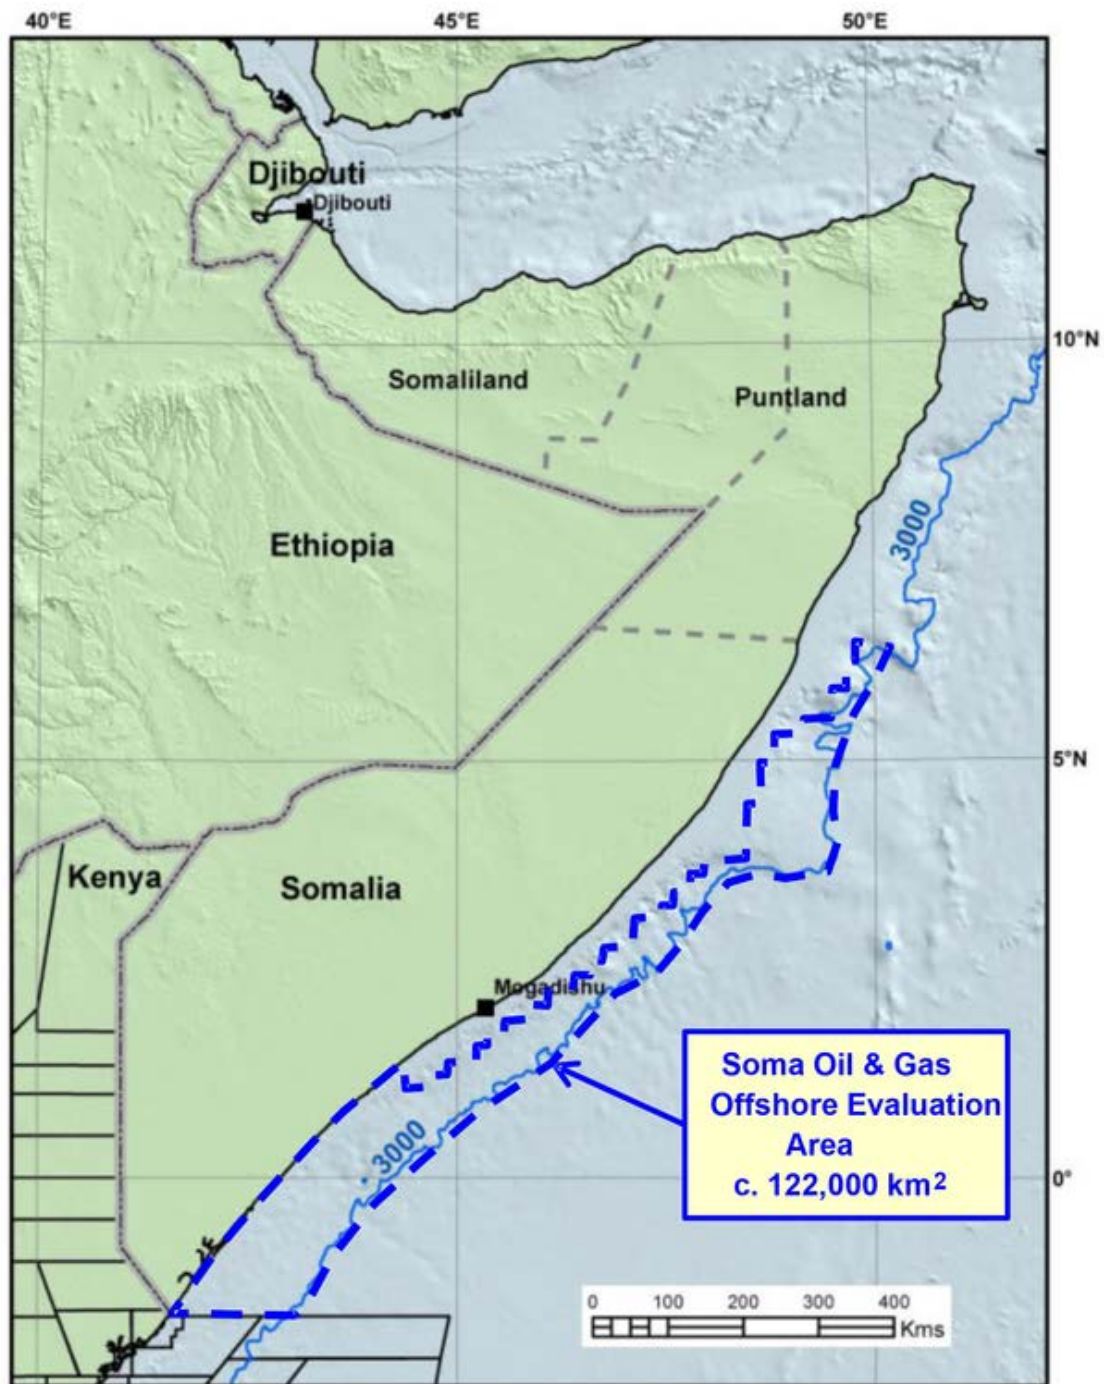 40°E
45°E
50°E
Djibouti
Djibouti
10°N
Somaliland
Puntland
3000
Ethiopia
5°N
Kenya
Somalia
Mogadishu
Soma Oil & Gas
Offshore Evaluation
Area
c. 122,000 km²
3000
0°
0 100 200 300 400
Kms